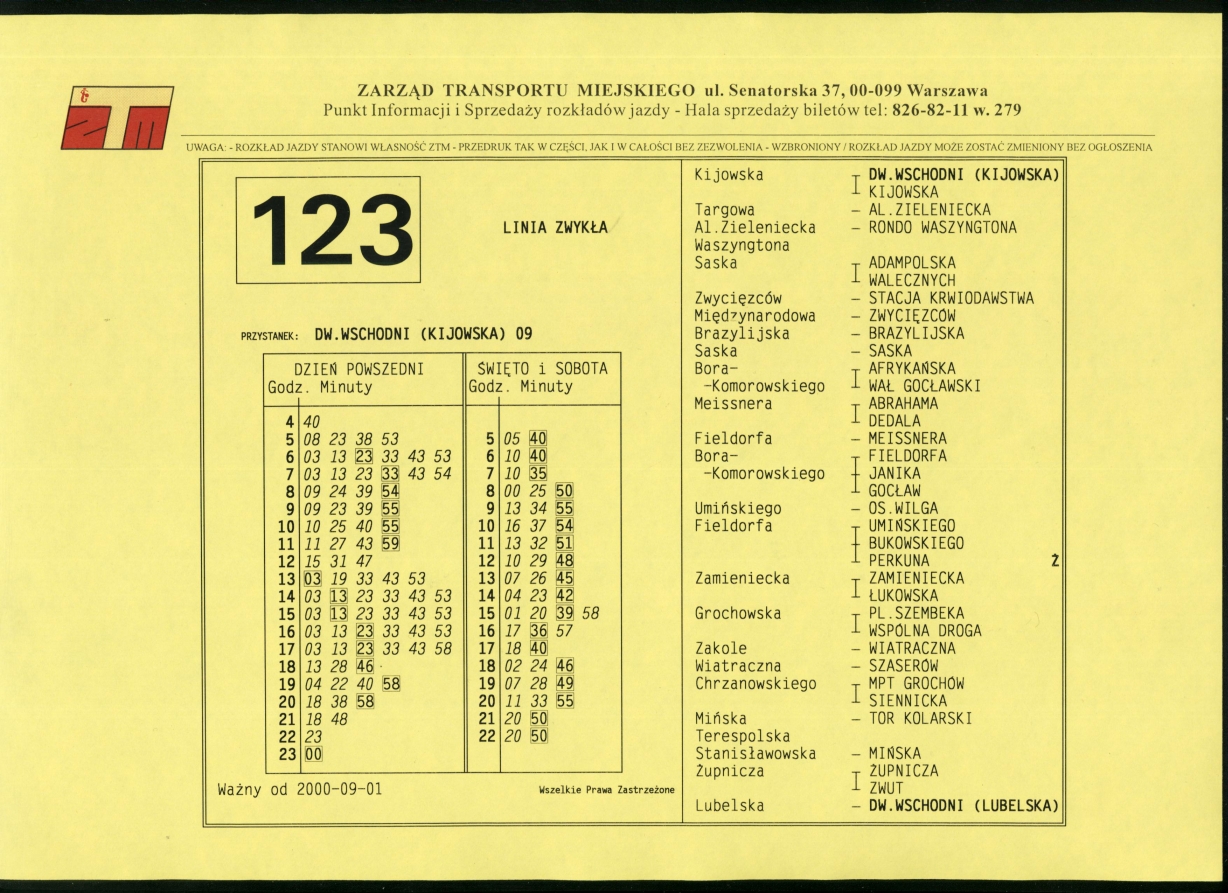 ZARZĄD TRANSPORTU MIEJSKIEGO ul. Senatorska 37, 00-099 Warszawa
Punkt Informacji i Sprzedaży rozkładów jazdy - Hala sprzedaży biletów tel: 826-82-11 w. 279
ZTM
UWAGA: - ROZKŁAD JAZDY STANOWI WŁASNOŚĆ ZTM - PRZEDRUK TAK W CZĘŚCI, JAK I W CAŁOŚCI BEZ ZEZWOLENIA - WZBRONIONY / ROZKŁAD JAZDY MOŻE ZOSTAĆ ZMIENIONY BEZ OGŁOSZENIA
123
LINIA ZWYKŁA
PRZYSTANEK: DW.WSCHODNI (KIJOWSKA) 09
DZIEŃ POWSZEDNI
Godz. Minuty
4 40
5 08 23 38 53
6 03 13 23 33 43 53
7 03 13 23 33 43 54
8 09 24 39 54
9 09 23 39 55
10 10 25 40 55
11 11 27 43 59
12 15 31 47
13 03 19 33 43 53
14 03 13 23 33 43 53
15 03 13 23 33 43 53
16 03 13 23 33 43 53
17 03 13 23 33 43 58
18 13 28 46
19 04 22 40 58
20 18 38 58
21 18 48
22 23
23 00
ŚWIĘTO i SOBOTA
Godz. Minuty
5 05 40
6 10 40
7 10 35
8 00 25 50
9 13 34 55
10 16 37 54
11 13 32 51
12 10 29 48
13 07 26 45
14 04 23 42
15 01 20 39 58
16 17 36 57
17 18 40
18 02 24 46
19 07 28 49
20 11 33 55
21 20 50
22 20 50
Ważny od 2000-09-01
Wszelkie Prawa Zastrzeżone
Kijowska DW.WSCHODNI (KIJOWSKA)
KIJOWSKA
Targowa – AL.ZIELENIECKA
Al.Zieleniecka – RONDO WASZYNGTONA
Waszyngtona
Saska ADAMPOLSKA
WALECZNYCH
Zwycięzców – STACJA KRWIODAWSTWA
Międzynarodowa – ZWYCIĘZCÓW
Brazylijska – BRAZYLIJSKA
Saska – SASKA
Bora– AFRYKAŃSKA
–Komorowskiego WAŁ GOCŁAWSKI
Meissnera ABRAHAMA
DEDALA
Fieldorfa – MEISSNERA
Bora– FIELDORFA
–Komorowskiego JANIKA
GOCŁAW
Umińskiego – OS.WILGA
Fieldorfa UMIŃSKIEGO
BUKOWSKIEGO
PERKUNA Ż
Zamieniecka ZAMIENIECKA
ŁUKOWSKA
Grochowska PL.SZEMBEKA
WSPÓLNA DROGA
Zakole – WIATRACZNA
Wiatraczna – SZASERÓW
Chrzanowskiego MPT GROCHÓW
SIENNICKA
Mińska – TOR KOLARSKI
Terespolska
Stanisławowska – MIŃSKA
Żupnicza ŻUPNICZA
ZWUT
Lubelska – DW.WSCHODNI (LUBELSKA)